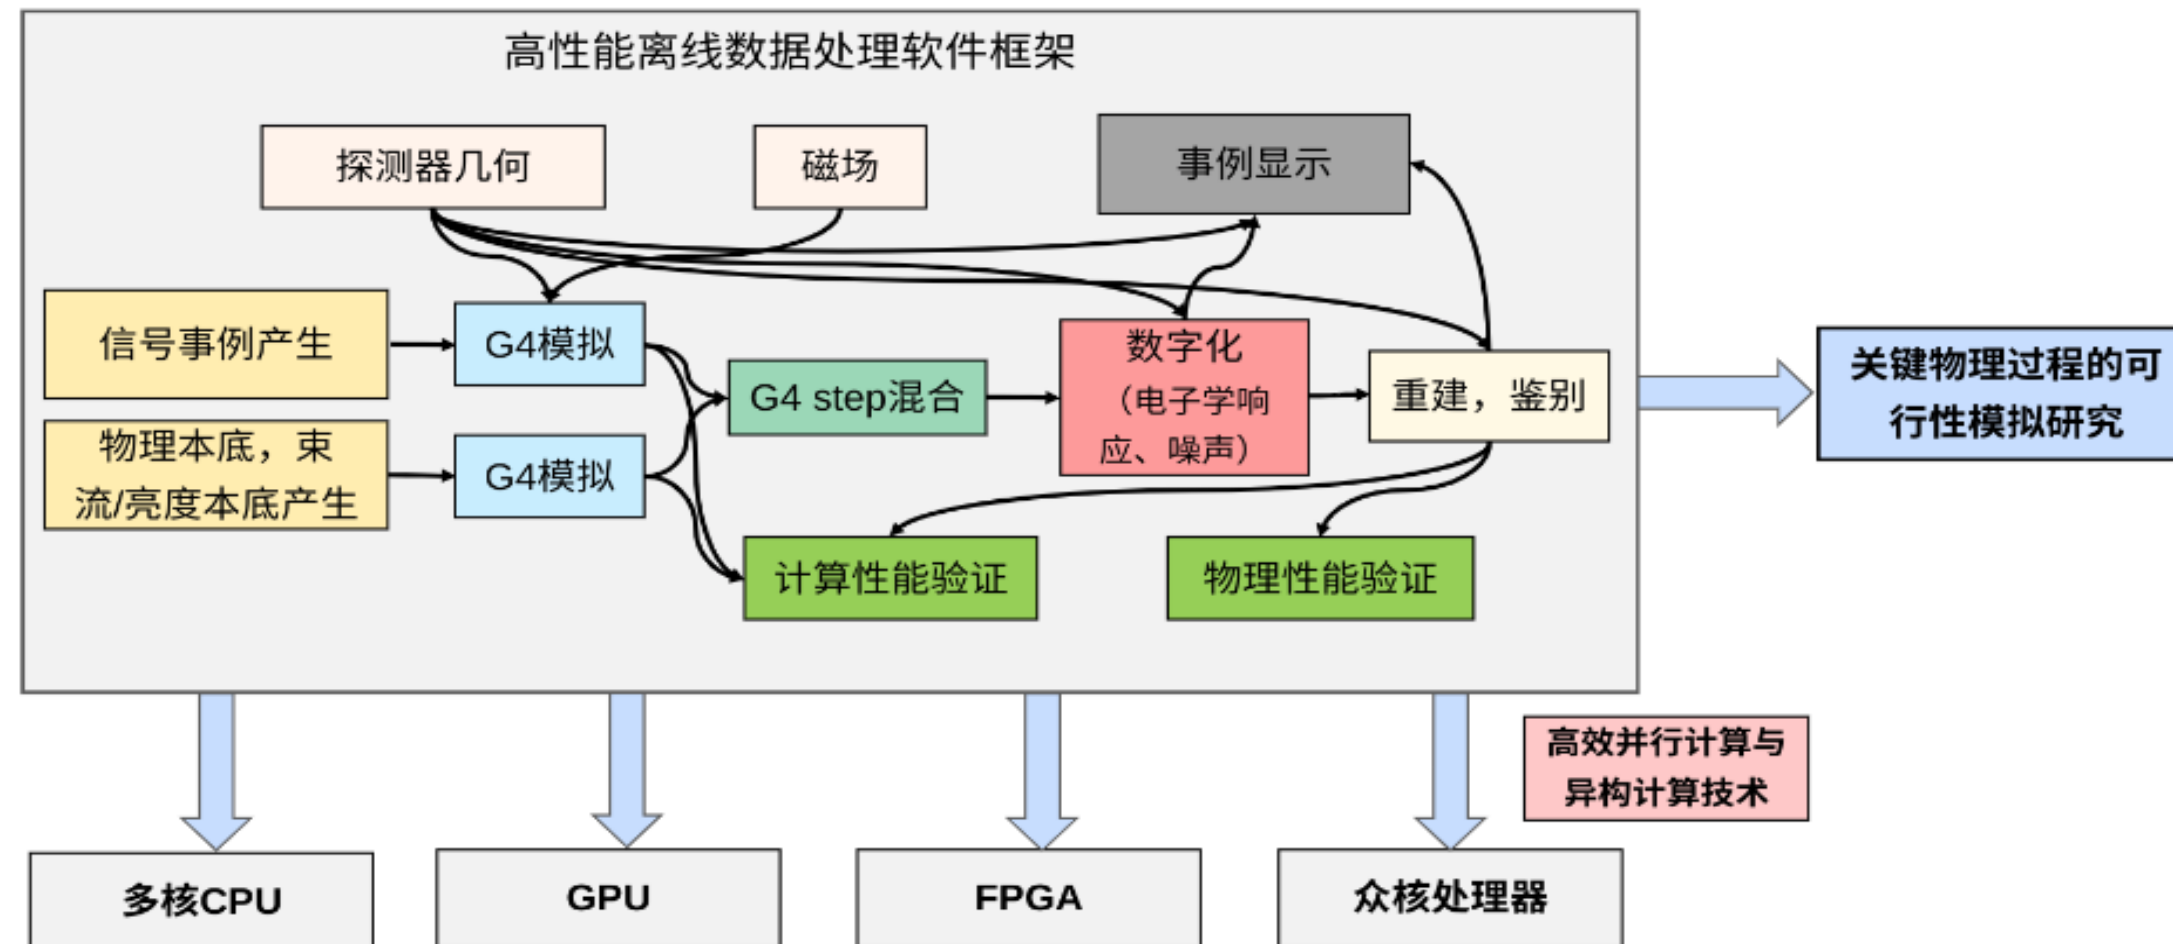 高性能离线数据处理软件框架
探测器几何
磁场
事例显示
信号事例产生
G4模拟
数字化
（电子学响
应、噪声）
G4 step混合
重建，鉴别
关键物理过程的可
行性模拟研究
物理本底，束
流/亮度本底产生
G4模拟
计算性能验证
物理性能验证
高效并行计算与
异构计算技术
多核CPU
GPU
FPGA
众核处理器